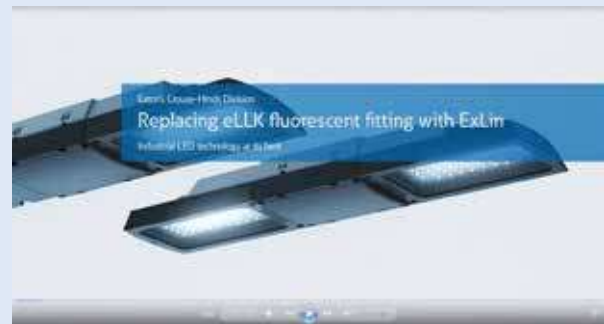 Eaton's Crouse-Hinds Division
Replacing eLLK fluorescent fitting with ExLin
Industrial LED technology at its best